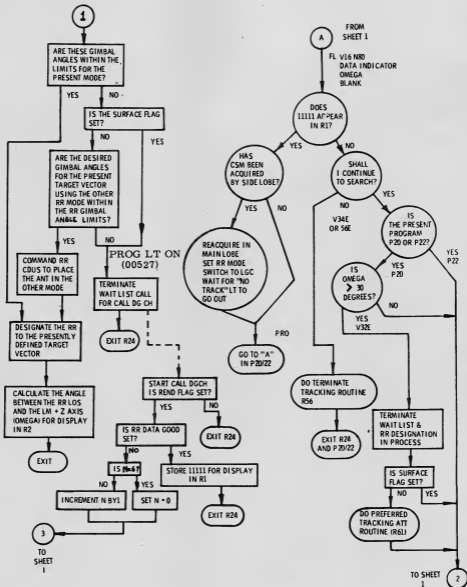 1
ARE THESE GIMBAL
ANGLES WITHIN THE
LIMITS FOR THE
PRESENT MODE?
YES
NO
IS THE SURFACE FLAG
SET?
NO
YES
ARE THE DESIRED
GIMBAL ANGLES
FOR THE PRESENT
TARGET VECTOR
USING THE OTHER
RR MODE WITHIN
THE RR GIMBAL
ANGLE LIMITS?
YES
NO
PROG LT ON
(00527)
COMMAND RR
CDUS TO PLACE
THE ANT IN THE
OTHER MODE
TERMINATE
WAIT LIST CALL
FOR CALL DG CH
EXIT R24
DESIGNATE THE RR
TO THE PRESENTLY
DEFINED TARGET
VECTOR
CALCULATE THE ANGLE
BETWEEN THE RR LOS
AND THE LM + Z AXIS
(OMEGA) FOR DISPLAY
IN R2
EXIT
START CALL DGCH
IS REND FLAG SET?
YES
NO
EXIT R24
IS RR DATA GOOD
SET?
NO
YES
IS N=6?
NO
YES
STORE 11111 FOR DISPLAY
IN R1
INCREMENT N BY1
SET N = 0
EXIT R24
3
TO
SHEET
1
FROM
SHEET 1
A
FL V16 N80
DATA INDICATOR
OMEGA
BLANK
DOES
11111 APPEAR
IN R1?
YES
NO
HAS
CSM BEEN
ACQUIRED
BY SIDE LOBE?
YES
NO
SHALL
I CONTINUE
TO SEARCH?
NO
YES
V34E
OR 56E
REACQUIRE IN
MAIN LOBE
SET RR MODE
SWITCH TO LGC
WAIT FOR "NO
TRACK" LT TO
GO OUT
PRO
GO TO "A"
IN P20/22
IS
THE PRESENT
PROGRAM
P20 OR P22?
YES
P20
YES
P22
IS
OMEGA
> 30
DEGREES?
NO
YES
V32E
DO TERMINATE
TRACKING ROUTINE
R56
EXIT R24
AND P20/22
TERMINATE
WAIT LIST &
RR DESIGNATION
IN PROCESS
IS SURFACE
FLAG SET?
NO
YES
DO PREFERRED
TRACKING ATT
ROUTINE (R61)
TO SHEET
1
2